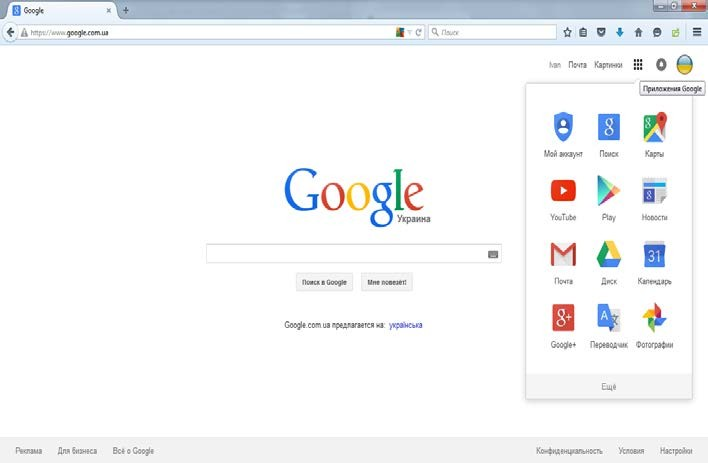 Google
https://www.google.com.ua
Поиск
Ivan Почта Картинки
Приложения Google
Мой аккаунт Поиск Карты
YouTube Play Новости
31
Почта Диск Календарь
Google+ Переводчик Фотографии
Ещё
Google
Украина
Поиск в Google Мне повезёт!
Google.com.ua предлагается на: українська
Реклама Для бизнеса Всё о Google
Конфиденциальность Условия Настройки